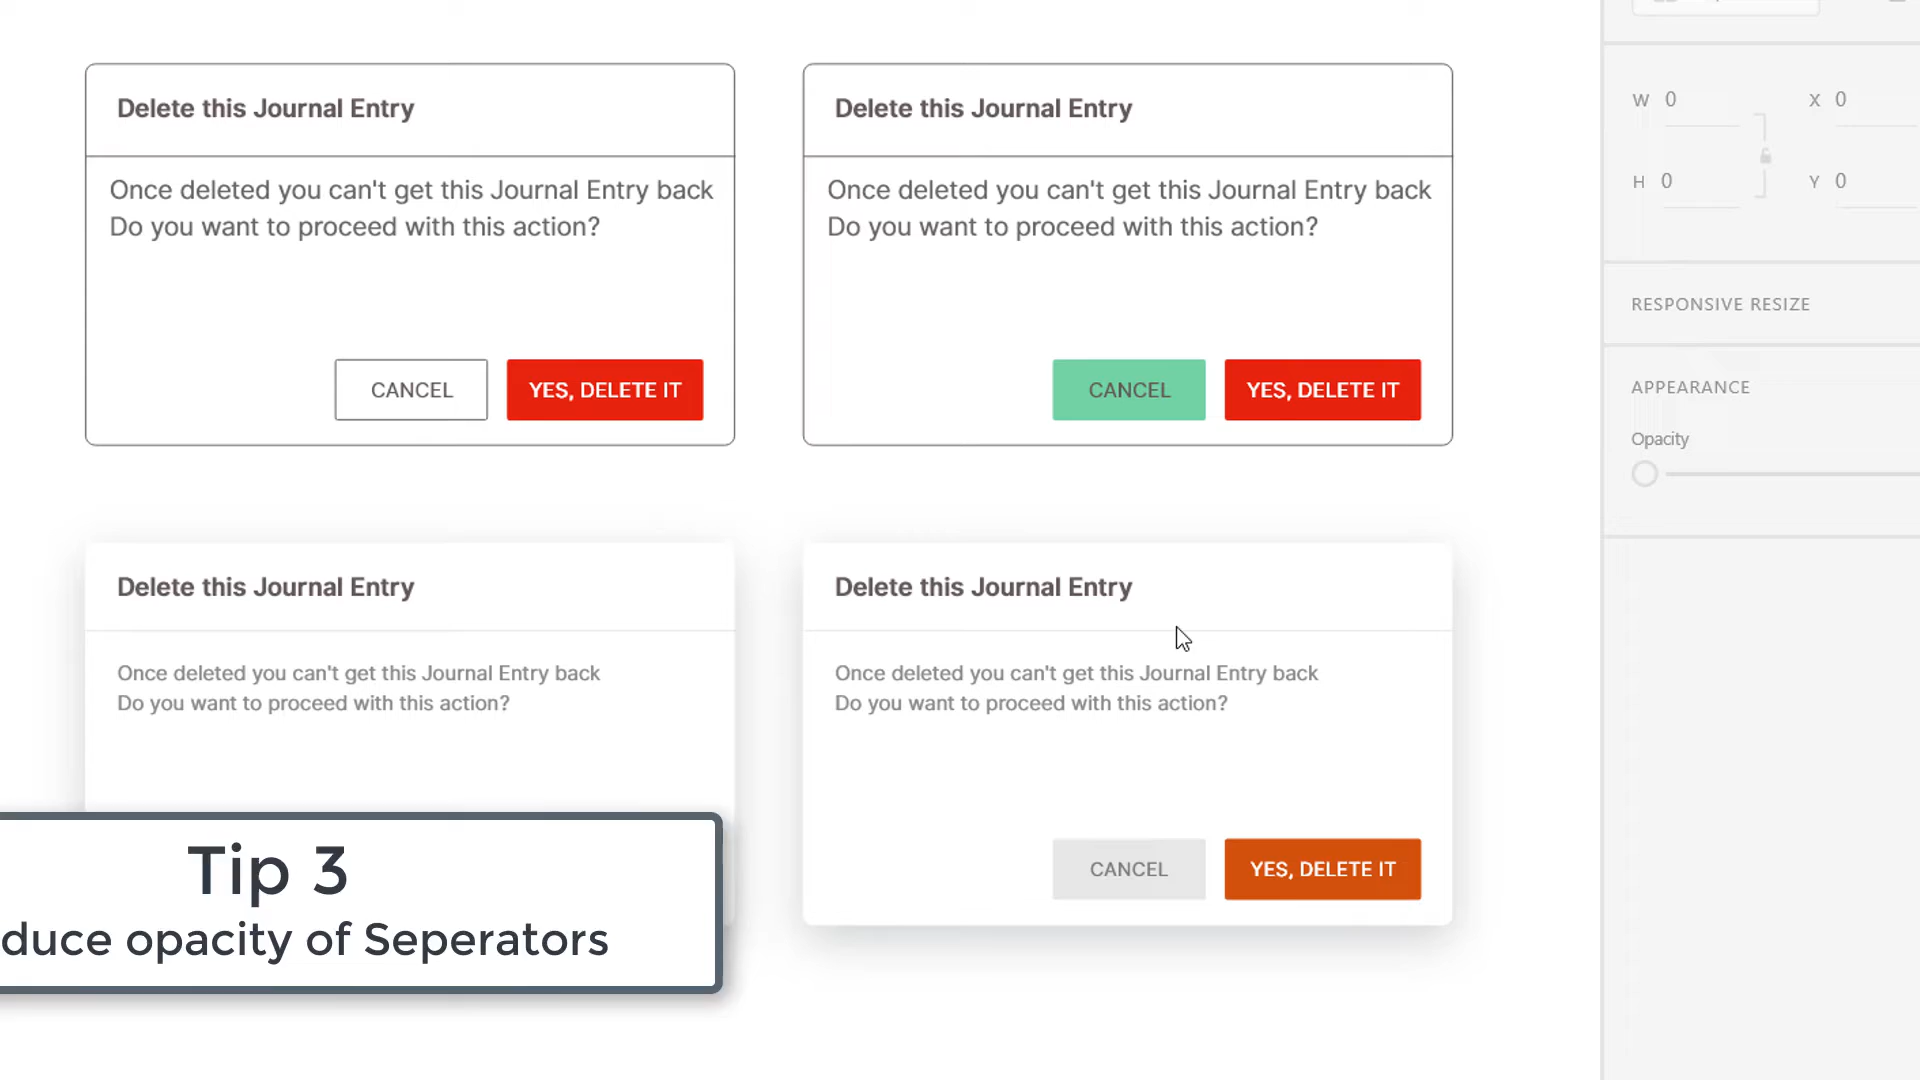 Delete this Journal Entry
Once deleted you can't get this Journal Entry back
Do you want to proceed with this action?
CANCEL
YES, DELETE IT
Delete this Journal Entry
Once deleted you can't get this Journal Entry back
Do you want to proceed with this action?
CANCEL
YES, DELETE IT
Delete this Journal Entry
Once deleted you can't get this Journal Entry back
Do you want to proceed with this action?
Delete this Journal Entry
Once deleted you can't get this Journal Entry back
Do you want to proceed with this action?
CANCEL
YES, DELETE IT
Tip 3
duce opacity of Seperators
W 0 X 0
H 0 Y 0
RESPONSIVE RESIZE
APPEARANCE
Opacity